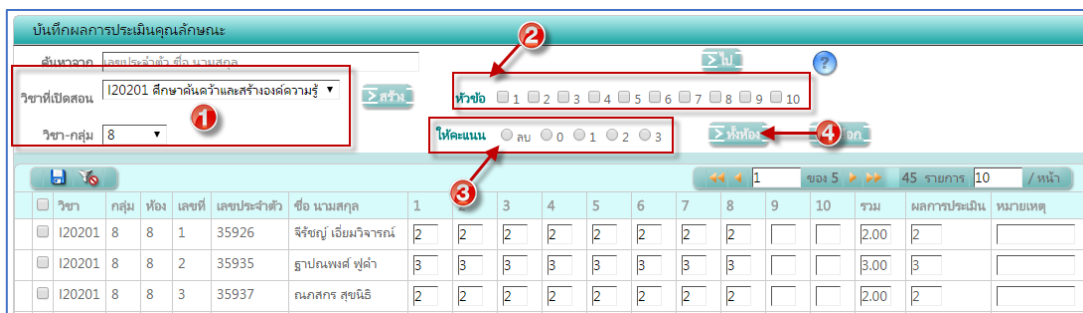 บันทึกผลการประเมินคุณลักษณะ
2
ค้นหาจาก เลขประจำตัว ชื่อ นามสกุล ไป ?
วิชาที่เปิดสอน I20201 ศึกษาค้นคว้าและสร้างองค์ความรู้ สร้าง หัวข้อ 1 2 3 4 5 6 7 8 9 10
1
วิชา-กลุ่ม 8 ให้คะแนน ลบ 0 1 2 3 ทั้งห้อง 4
3
1 ของ 5 45 รายการ 10 / หน้า
วิชา กลุ่ม ห้อง เลขที่ เลขประจำตัว ชื่อ นามสกุล 1 3 4 5 6 7 8 9 10 รวม ผลการประเมิน หมายเหตุ
I20201 8 8 1 35926 จิรัชญ์ เอี่ยมวิจารณ์ 2 2 2 2 2 2 2 2 2.00 2
I20201 8 8 2 35935 ฐาปณพงศ์ ฟูคำ 3 3 3 3 3 3 3 3 3.00 3
I20201 8 8 3 35937 ณภสกร สุขนิธิ 2 2 2 2 2 2 2 2 2.00 2